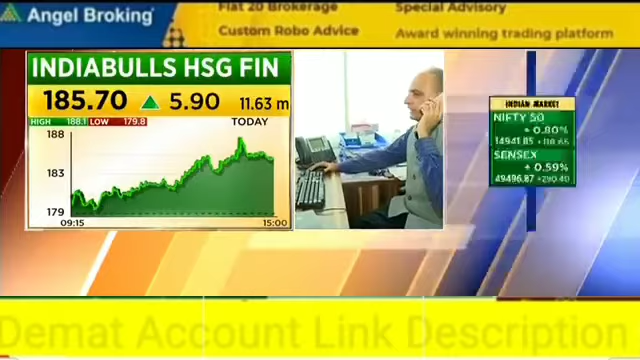 Angel Broking
Flat 20 Brokerage
Special Advisory
Custom Robo Advice
Award winning trading platform
INDIABULLS HSG FIN
185.70 ▲ 5.90 11.63 m
HIGH 188.1 LOW 179.8
TODAY
188
183
179
09:15 15:00
INDIAN MARKET
NIFTY 50
+ 0.80%
14941.85 +118.65
SENSEX
+ 0.59%
49496.87 +290.40
Demat Account Link Description